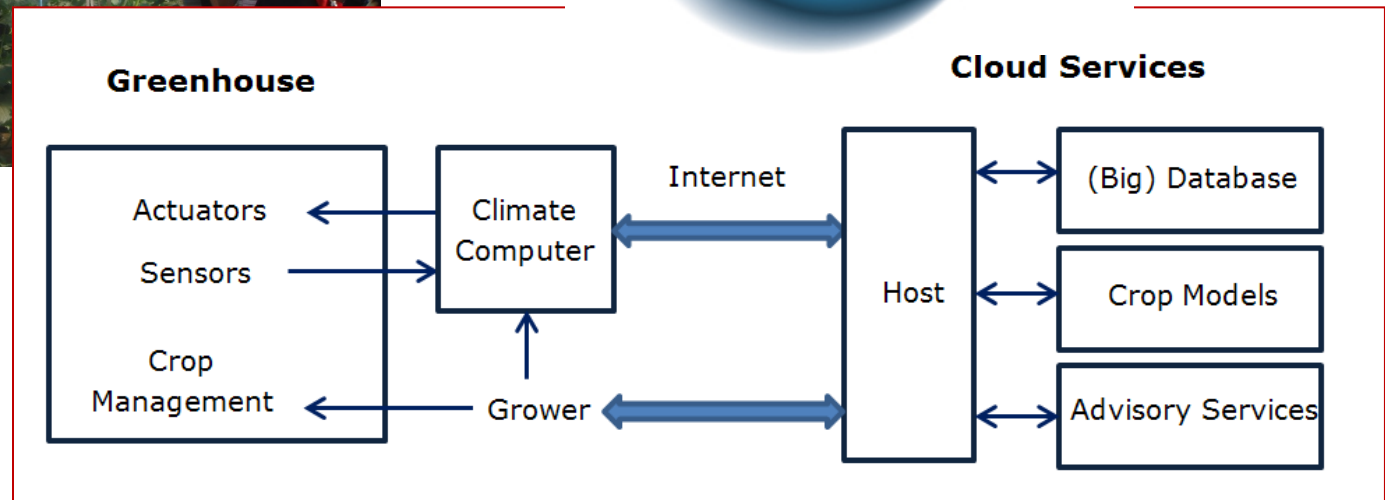 Greenhouse
Cloud Services
Actuators
Sensors
Crop
Management
Climate
Computer
Grower
Internet
Host
(Big) Database
Crop Models
Advisory Services